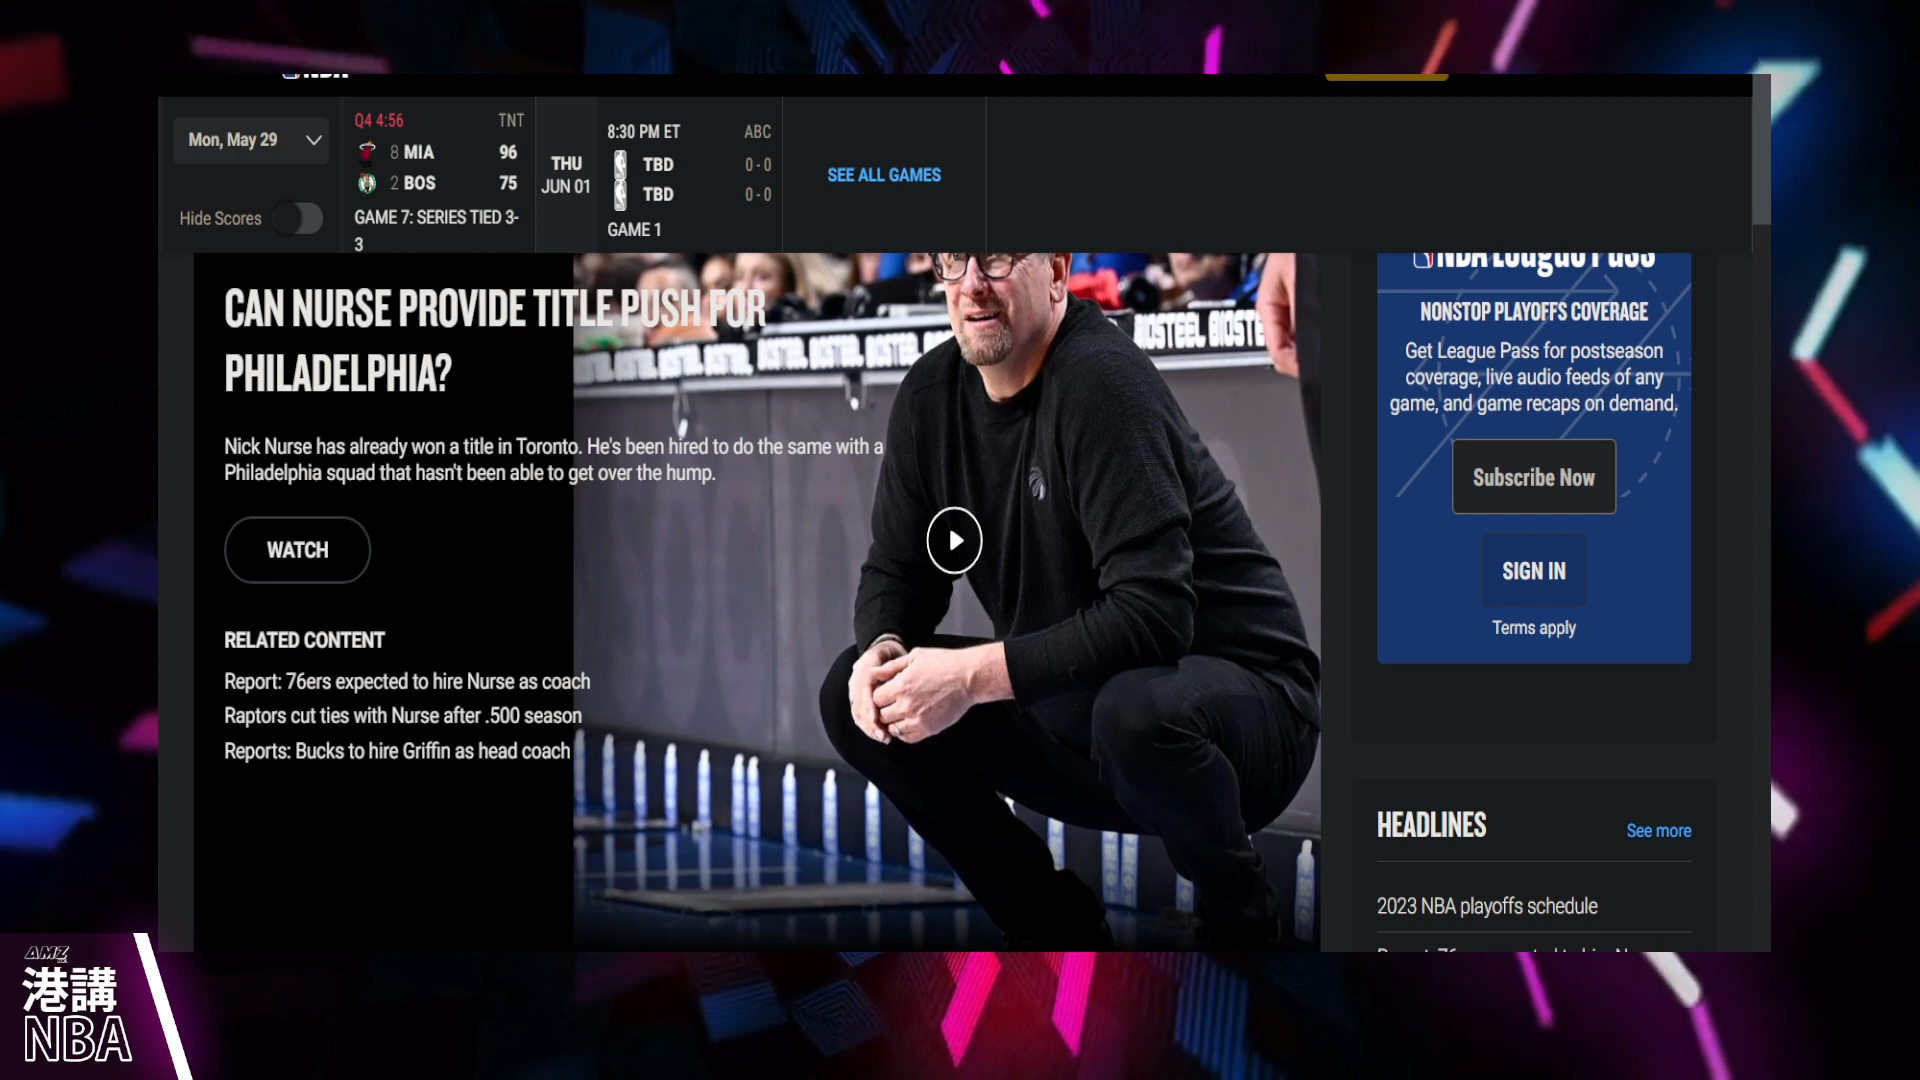 NBA
Mon, May 29
Hide Scores
Q4 4:56 TNT
8 MIA 96
2 BOS 75
GAME 7: SERIES TIED 3-
3
THU
JUN 01
8:30 PM ET ABC
TBD 0 - 0
TBD 0 - 0
GAME 1
SEE ALL GAMES
CAN NURSE PROVIDE TITLE PUSH FOR
PHILADELPHIA?
Nick Nurse has already won a title in Toronto. He's been hired to do the same with a
Philadelphia squad that hasn't been able to get over the hump.
WATCH
RELATED CONTENT
Report: 76ers expected to hire Nurse as coach
Raptors cut ties with Nurse after .500 season
Reports: Bucks to hire Griffin as head coach
BIOSTEEL BIOSTE
NBA League Pass
NONSTOP PLAYOFFS COVERAGE
Get League Pass for postseason
coverage, live audio feeds of any
game, and game recaps on demand.
Subscribe Now
SIGN IN
Terms apply
HEADLINES
See more
2023 NBA playoffs schedule
AMZ
港講
NBA